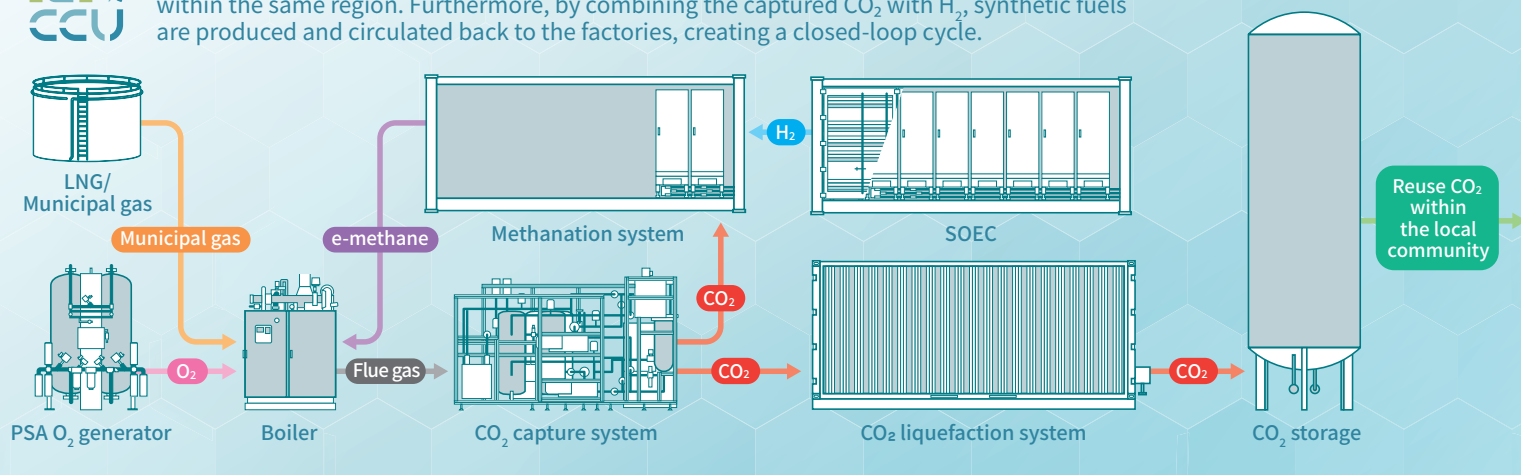 CCU
within the same region. Furthermore, by combining the captured CO₂ with H₂, synthetic fuels
are produced and circulated back to the factories, creating a closed-loop cycle.
LNG/
Municipal gas
Municipal gas
e-methane
Methanation system
H₂
SOEC
Reuse CO₂
within
the local
community
CO₂
O₂
Flue gas
CO₂
CO₂
PSA O₂ generator
Boiler
CO₂ capture system
CO₂ liquefaction system
CO₂ storage